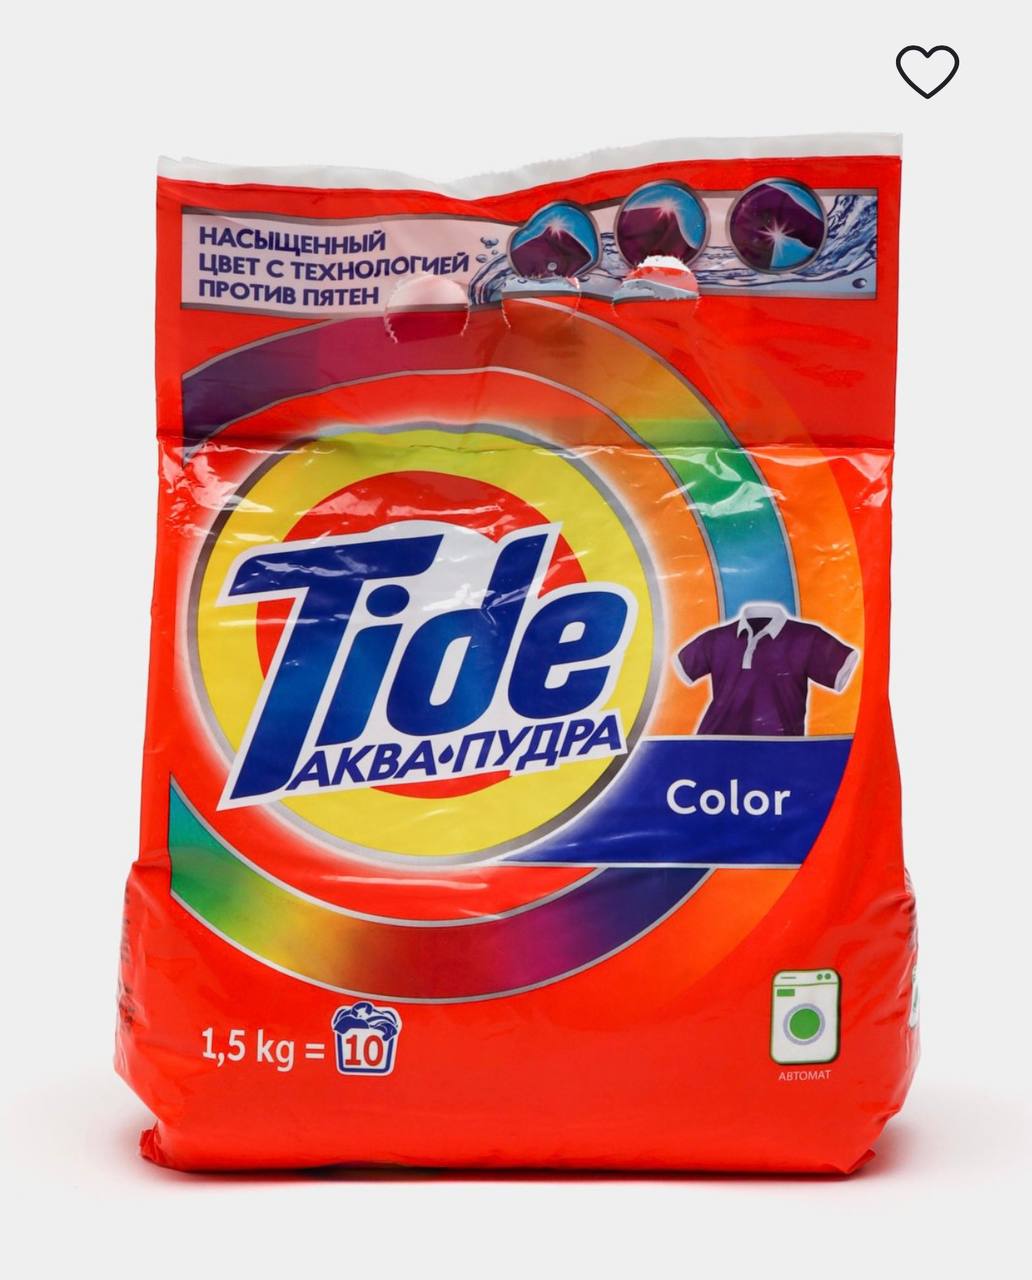 НАСЫЩЕННЫЙ
ЦВЕТ С ТЕХНОЛОГИЕЙ
ПРОТИВ ПЯТЕН
Tide
АКВА•ПУДРА
Color
1,5 kg = 10
АВТОМАТ